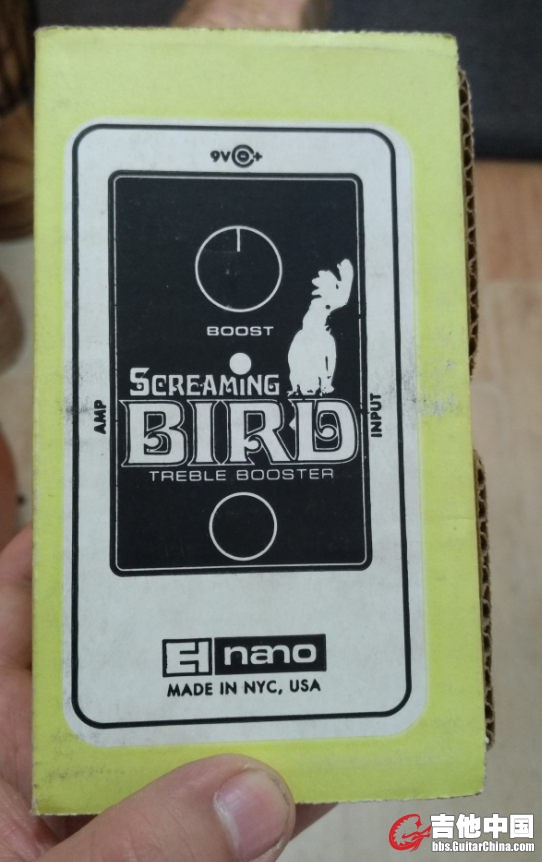 9V +
BOOST
SCREAMING
BIRD
TREBLE BOOSTER
AMP
INPUT
EH nano
MADE IN NYC, USA
吉他中国
bbs.GuitarChina.com